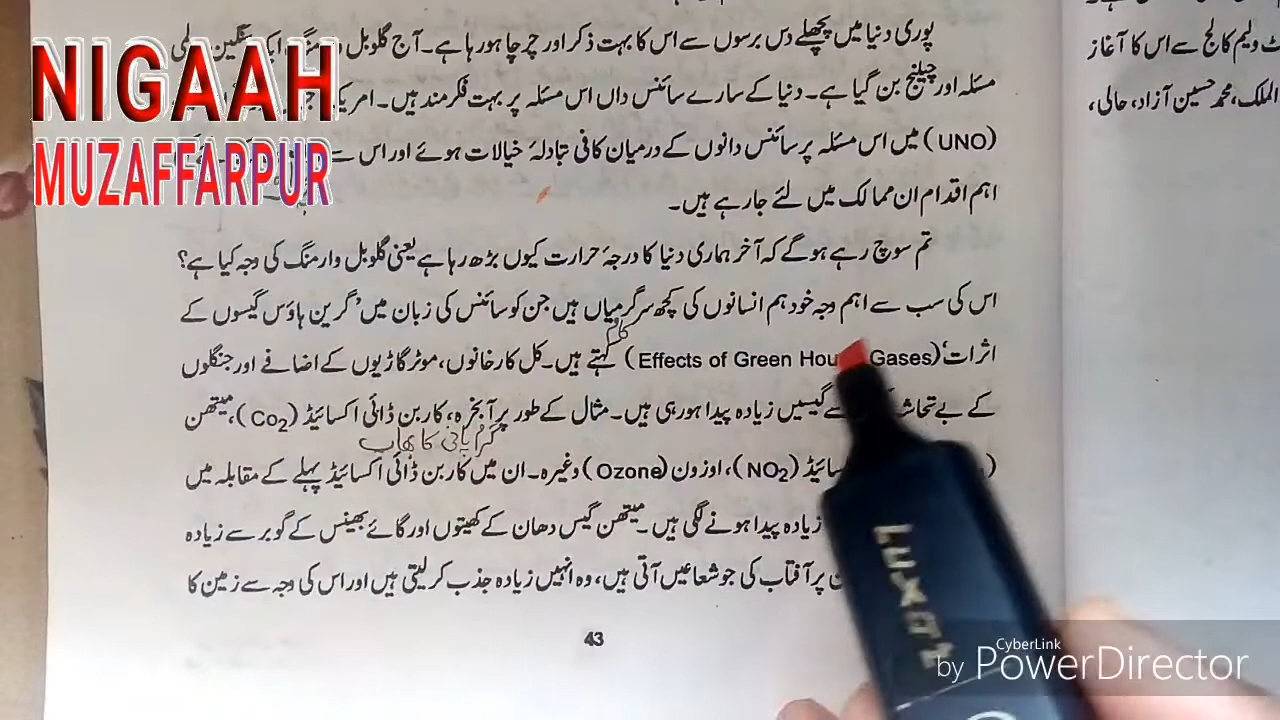 NIGAAH
MUZAFFARPUR
پوری دنیا میں پچھلے دس برسوں سے اس کا بہت ذکر اور چرچا ہو رہا ہے۔ آج گلوبل
مسئلہ اور چیلنج بن گیا ہے۔ دنیا کے سارے سائنس داں اس مسئلہ پر بہت فکر مند ہیں۔
(UNO) میں اس مسئلہ پر سائنس دانوں کے درمیان کافی تبادلۂ خیالات ہوئے اور اس
اہم اقدام ان ممالک میں لئے جا رہے ہیں۔
تم سوچ رہے ہوگے کہ آخر ہماری دنیا کا درجۂ حرارت کیوں بڑھ رہا ہے یعنی گلوبل وارمنگ کی وجہ کیا ہے؟
اس کی سب سے اہم وجہ خود ہم انسانوں کی کچھ سرگرمیاں ہیں جن کو سائنس کی زبان میں ’گرین ہاؤس گیسوں کے
اثرات‘ (Effects of Green Gases) کہتے ہیں۔ کل کارخانوں، موٹر گاڑیوں کے اضافے اور جنگلوں
کے بے تحاشہ سے گیسیں زیادہ پیدا ہو رہی ہیں۔ مثال کے طور پر آبخرہ، کاربن ڈائی اکسائیڈ (Co2)، میتھن
(NO2)، اوزون (Ozone) وغیرہ۔ ان میں کاربن ڈائی اکسائیڈ پہلے کے مقابلہ میں
زیادہ پیدا ہونے لگی ہیں۔ میتھن گیس دھان کے کھیتوں اور گائے بھینس کے گوبر سے زیادہ
پر آفتاب کی جو شعاعیں آتی ہیں، وہ انہیں زیادہ جذب کر لیتی ہیں اور اس کی وجہ سے زمین کا
43
ولیم کالج سے اس کا آغاز
الملک، محمد حسین آزاد، حالی،
LUXOR
CyberLink
by PowerDirector